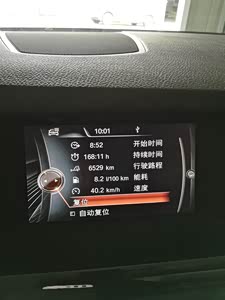 10:01
8:52 开始时间
168:11 h 持续时间
6529 km 行驶路程
8.2 l/100 km 能耗
40.2 km/h 速度
复位
自动复位